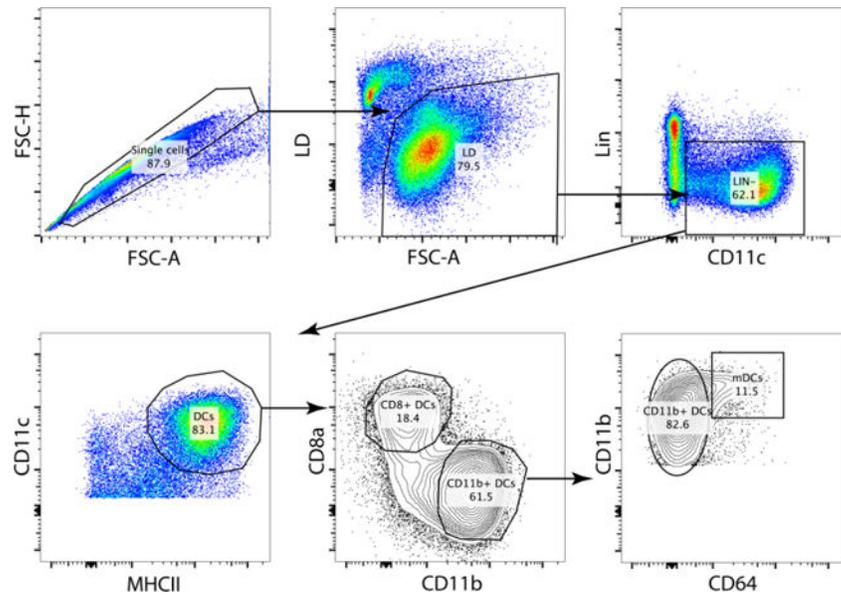 FSC-H
Single cells
87.9
FSC-A
LD
LD
79.5
FSC-A
Lin
LIN-
62.1
CD11c
CD11c
DCs
83.1
MHCII
CD8a
CD8+ DCs
18.4
CD11b+ DCs
61.5
CD11b
CD11b
mDCs
11.5
CD11b+ DCs
82.6
CD64